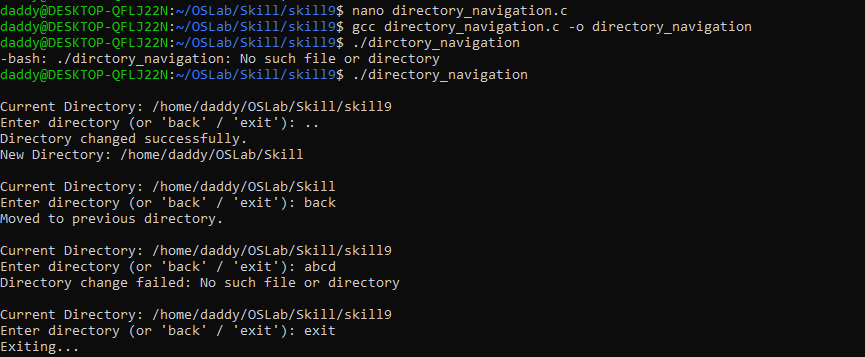 daddy@DESKTOP-QFLJ22N:~/OSLab/Skill/skill9$ nano directory_navigation.c
daddy@DESKTOP-QFLJ22N:~/OSLab/Skill/skill9$ gcc directory_navigation.c -o directory_navigation
daddy@DESKTOP-QFLJ22N:~/OSLab/Skill/skill9$ ./dirctory_navigation
-bash: ./dirctory_navigation: No such file or directory
daddy@DESKTOP-QFLJ22N:~/OSLab/Skill/skill9$ ./directory_navigation
Current Directory: /home/daddy/OSLab/Skill/skill9
Enter directory (or 'back' / 'exit'): ..
Directory changed successfully.
New Directory: /home/daddy/OSLab/Skill
Current Directory: /home/daddy/OSLab/Skill
Enter directory (or 'back' / 'exit'): back
Moved to previous directory.
Current Directory: /home/daddy/OSLab/Skill/skill9
Enter directory (or 'back' / 'exit'): abcd
Directory change failed: No such file or directory
Current Directory: /home/daddy/OSLab/Skill/skill9
Enter directory (or 'back' / 'exit'): exit
Exiting...